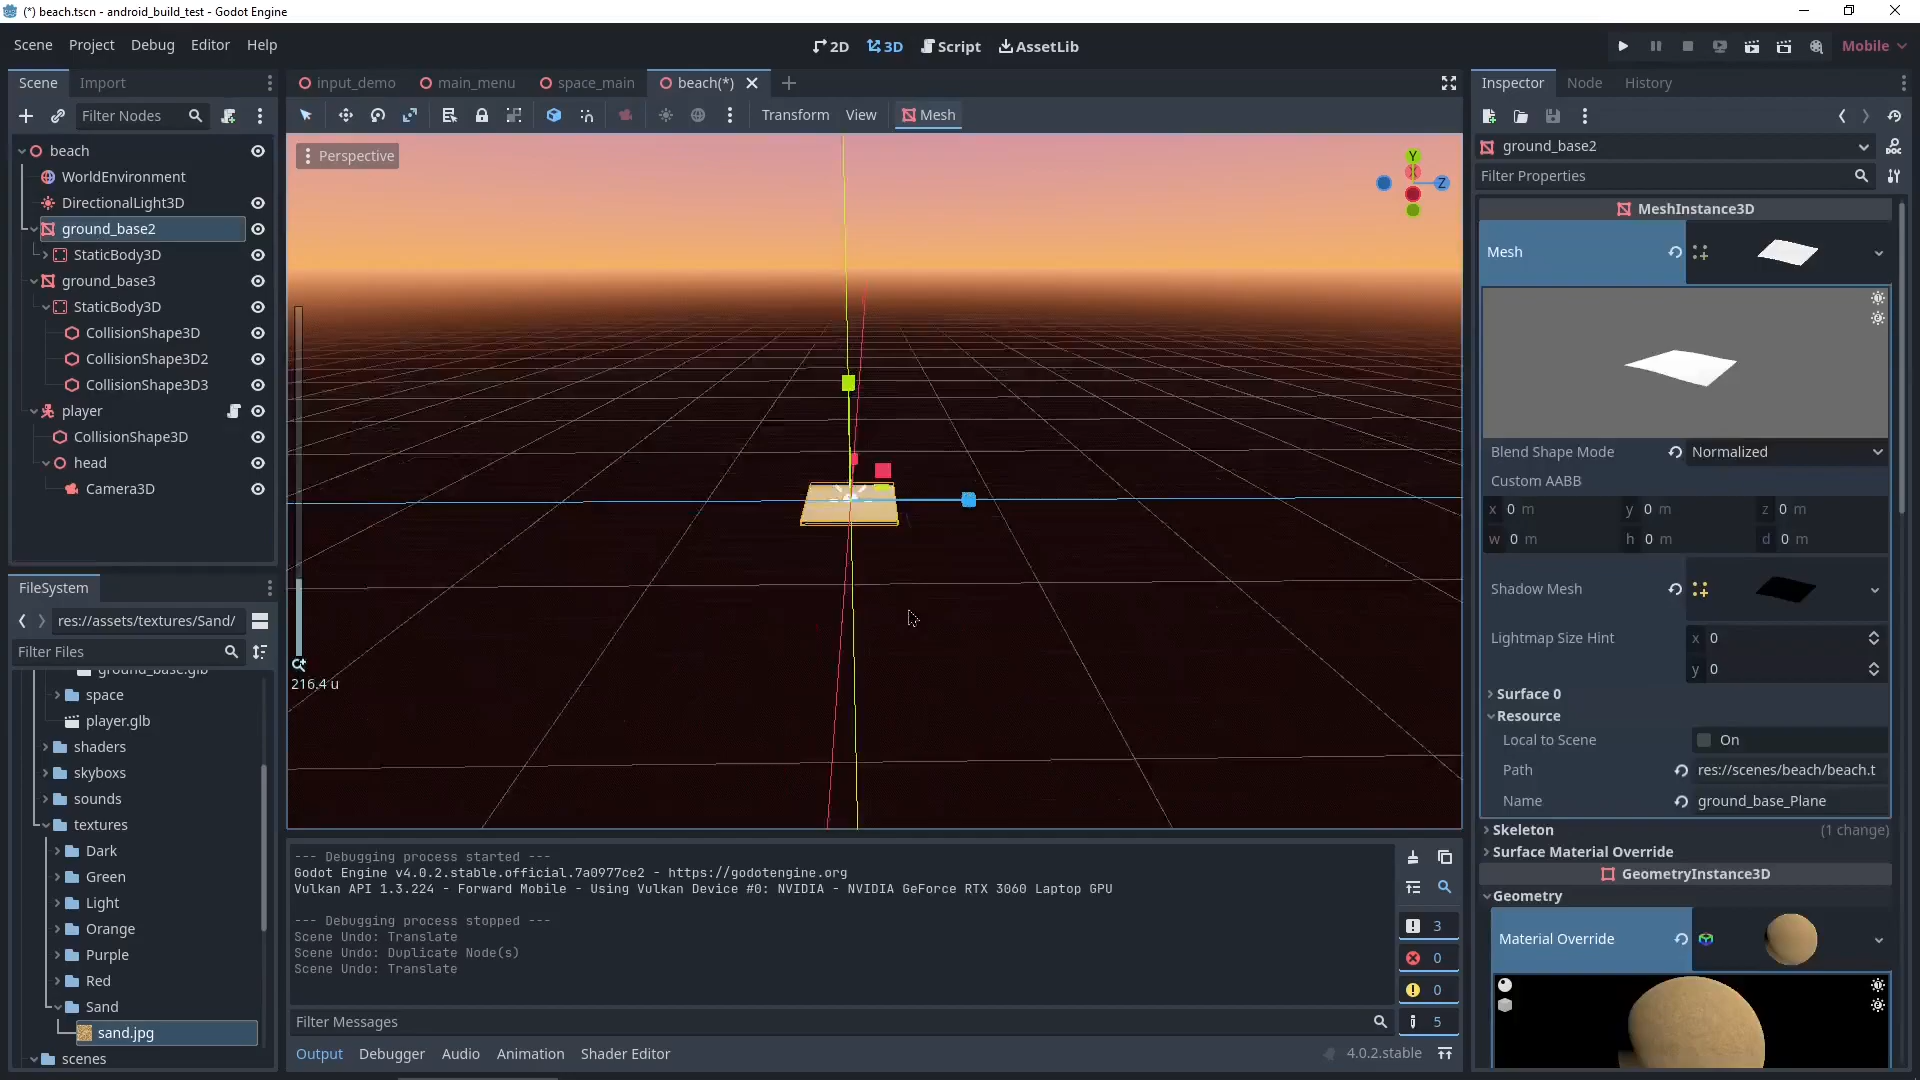 (*) beach.tscn - android_build_test - Godot Engine
Scene Project Debug Editor Help
2D 3D Script AssetLib
Mobile
Scene Import
Filter Nodes
beach
WorldEnvironment
DirectionalLight3D
ground_base2
StaticBody3D
ground_base3
StaticBody3D
CollisionShape3D
CollisionShape3D2
CollisionShape3D3
player
CollisionShape3D
head
Camera3D
FileSystem
res://assets/textures/Sand/
Filter Files
ground_base.glb
space
player.glb
shaders
skyboxs
sounds
textures
Dark
Green
Light
Orange
Purple
Red
Sand
sand.jpg
scenes
input_demo main_menu space_main beach(*)
Transform View Mesh
Perspective
Y
X
Z
216.4 u
--- Debugging process started ---
Godot Engine v4.0.2.stable.official.7a0977ce2 - https://godotengine.org
Vulkan API 1.3.224 - Forward Mobile - Using Vulkan Device #0: NVIDIA - NVIDIA GeForce RTX 3060 Laptop GPU
--- Debugging process stopped ---
Scene Undo: Translate
Scene Undo: Duplicate Node(s)
Scene Undo: Translate
3
0
0
5
Filter Messages
Output Debugger Audio Animation Shader Editor
4.0.2.stable
Inspector Node History
ground_base2
DOC
Filter Properties
MeshInstance3D
Mesh
Blend Shape Mode Normalized
Custom AABB
x 0 m y 0 m z 0 m
w 0 m h 0 m d 0 m
Shadow Mesh
Lightmap Size Hint x 0
y 0
Surface 0
Resource
Local to Scene On
Path res://scenes/beach/beach.t
Name ground_base_Plane
Skeleton (1 change)
Surface Material Override
GeometryInstance3D
Geometry
Material Override